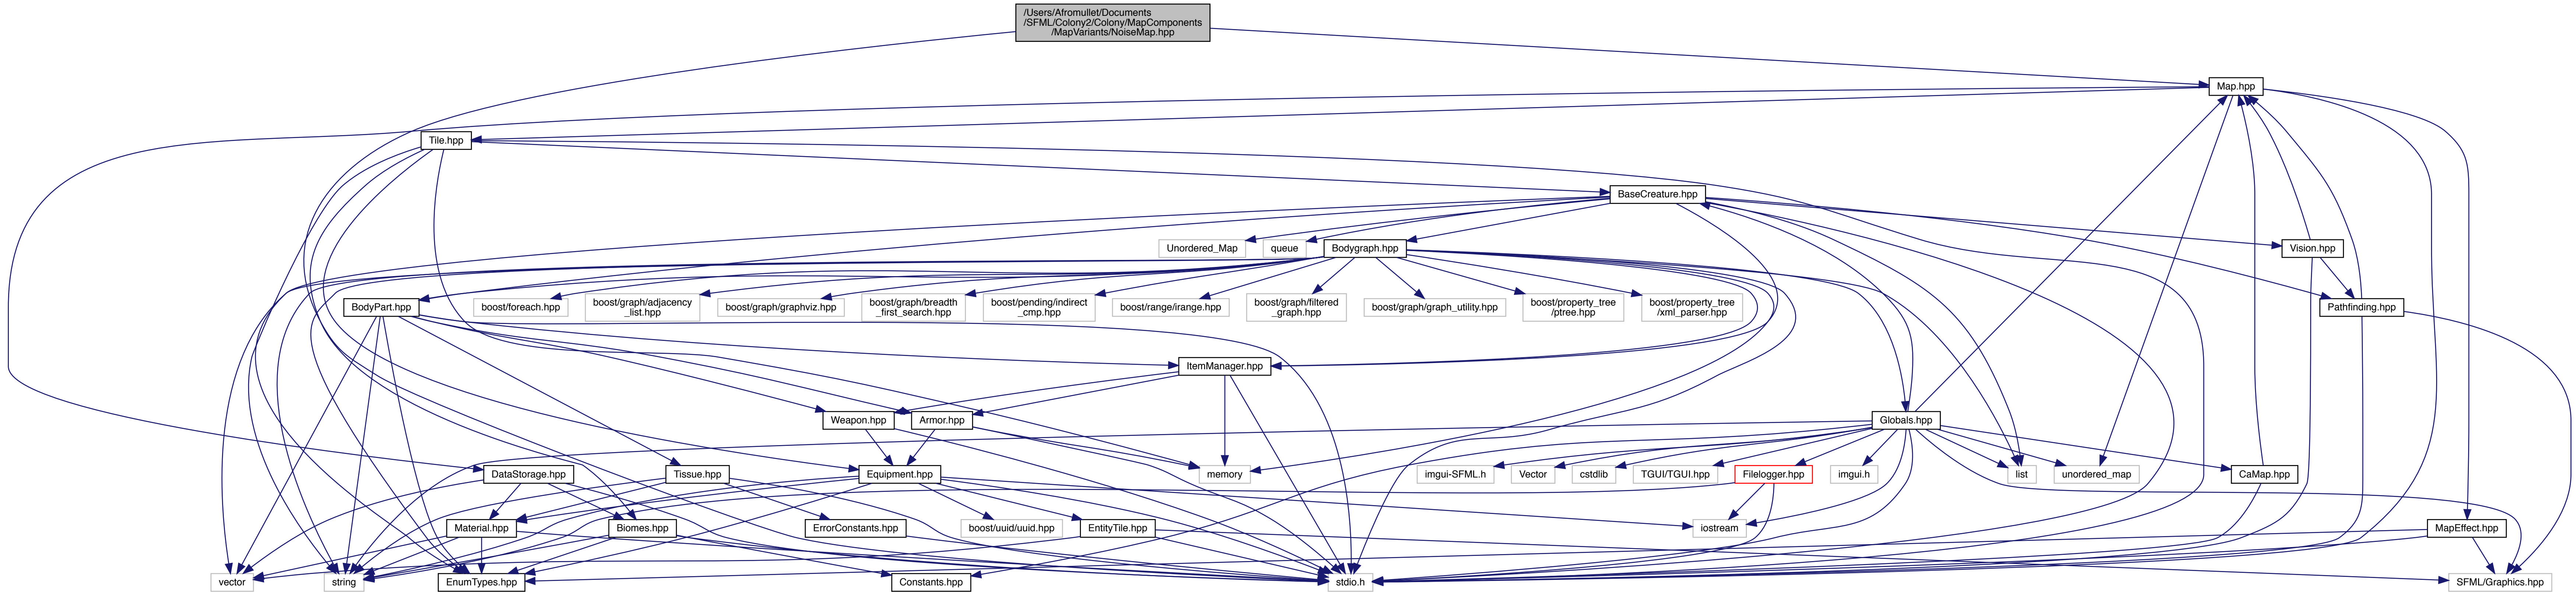 /Users/Afromullet/Documents
/SFML/Colony2/Colony/MapComponents
/MapVariants/NoiseMap.hpp
Map.hpp
Tile.hpp
BaseCreature.hpp
Unordered_Map
queue
Bodygraph.hpp
Vision.hpp
BodyPart.hpp
boost/foreach.hpp
boost/graph/adjacency
_list.hpp
boost/graph/graphviz.hpp
boost/graph/breadth
_first_search.hpp
boost/pending/indirect
_cmp.hpp
boost/range/irange.hpp
boost/graph/filtered
_graph.hpp
boost/graph/graph_utility.hpp
boost/property_tree
/ptree.hpp
boost/property_tree
/xml_parser.hpp
Pathfinding.hpp
ItemManager.hpp
Weapon.hpp
Armor.hpp
Globals.hpp
DataStorage.hpp
Tissue.hpp
Equipment.hpp
memory
imgui-SFML.h
Vector
cstdlib
TGUI/TGUI.hpp
Filelogger.hpp
imgui.h
list
unordered_map
CaMap.hpp
Material.hpp
Biomes.hpp
ErrorConstants.hpp
boost/uuid/uuid.hpp
EntityTile.hpp
iostream
MapEffect.hpp
vector
string
EnumTypes.hpp
Constants.hpp
stdio.h
SFML/Graphics.hpp